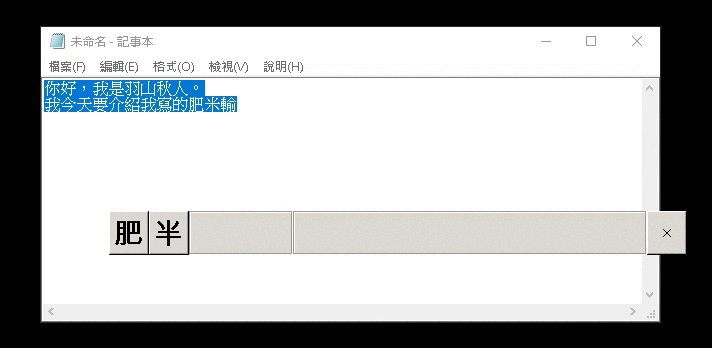 未命名 - 記事本
檔案(F) 編輯(E) 格式(O) 檢視(V) 說明(H)
你好，我是羽山秋人。
我今天要介紹我寫的肥米輸
肥 半